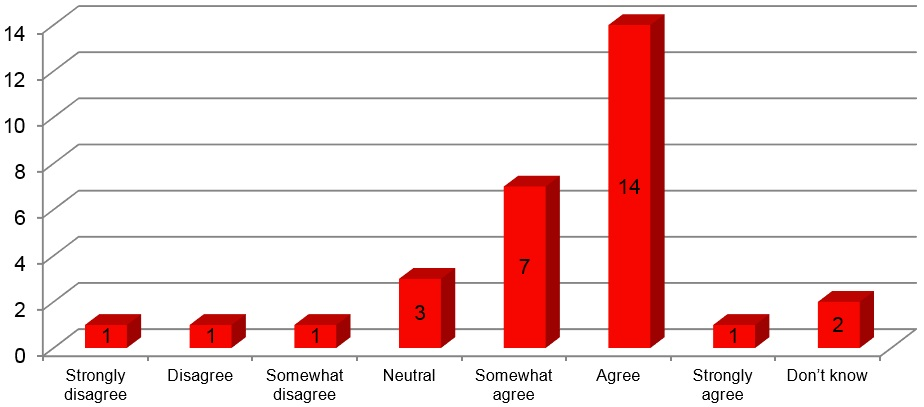 14
12
10
8
6
4
2
0
1
1
1
3
7
14
1
2
Strongly
disagree
Disagree
Somewhat
disagree
Neutral
Somewhat
agree
Agree
Strongly
agree
Don’t know